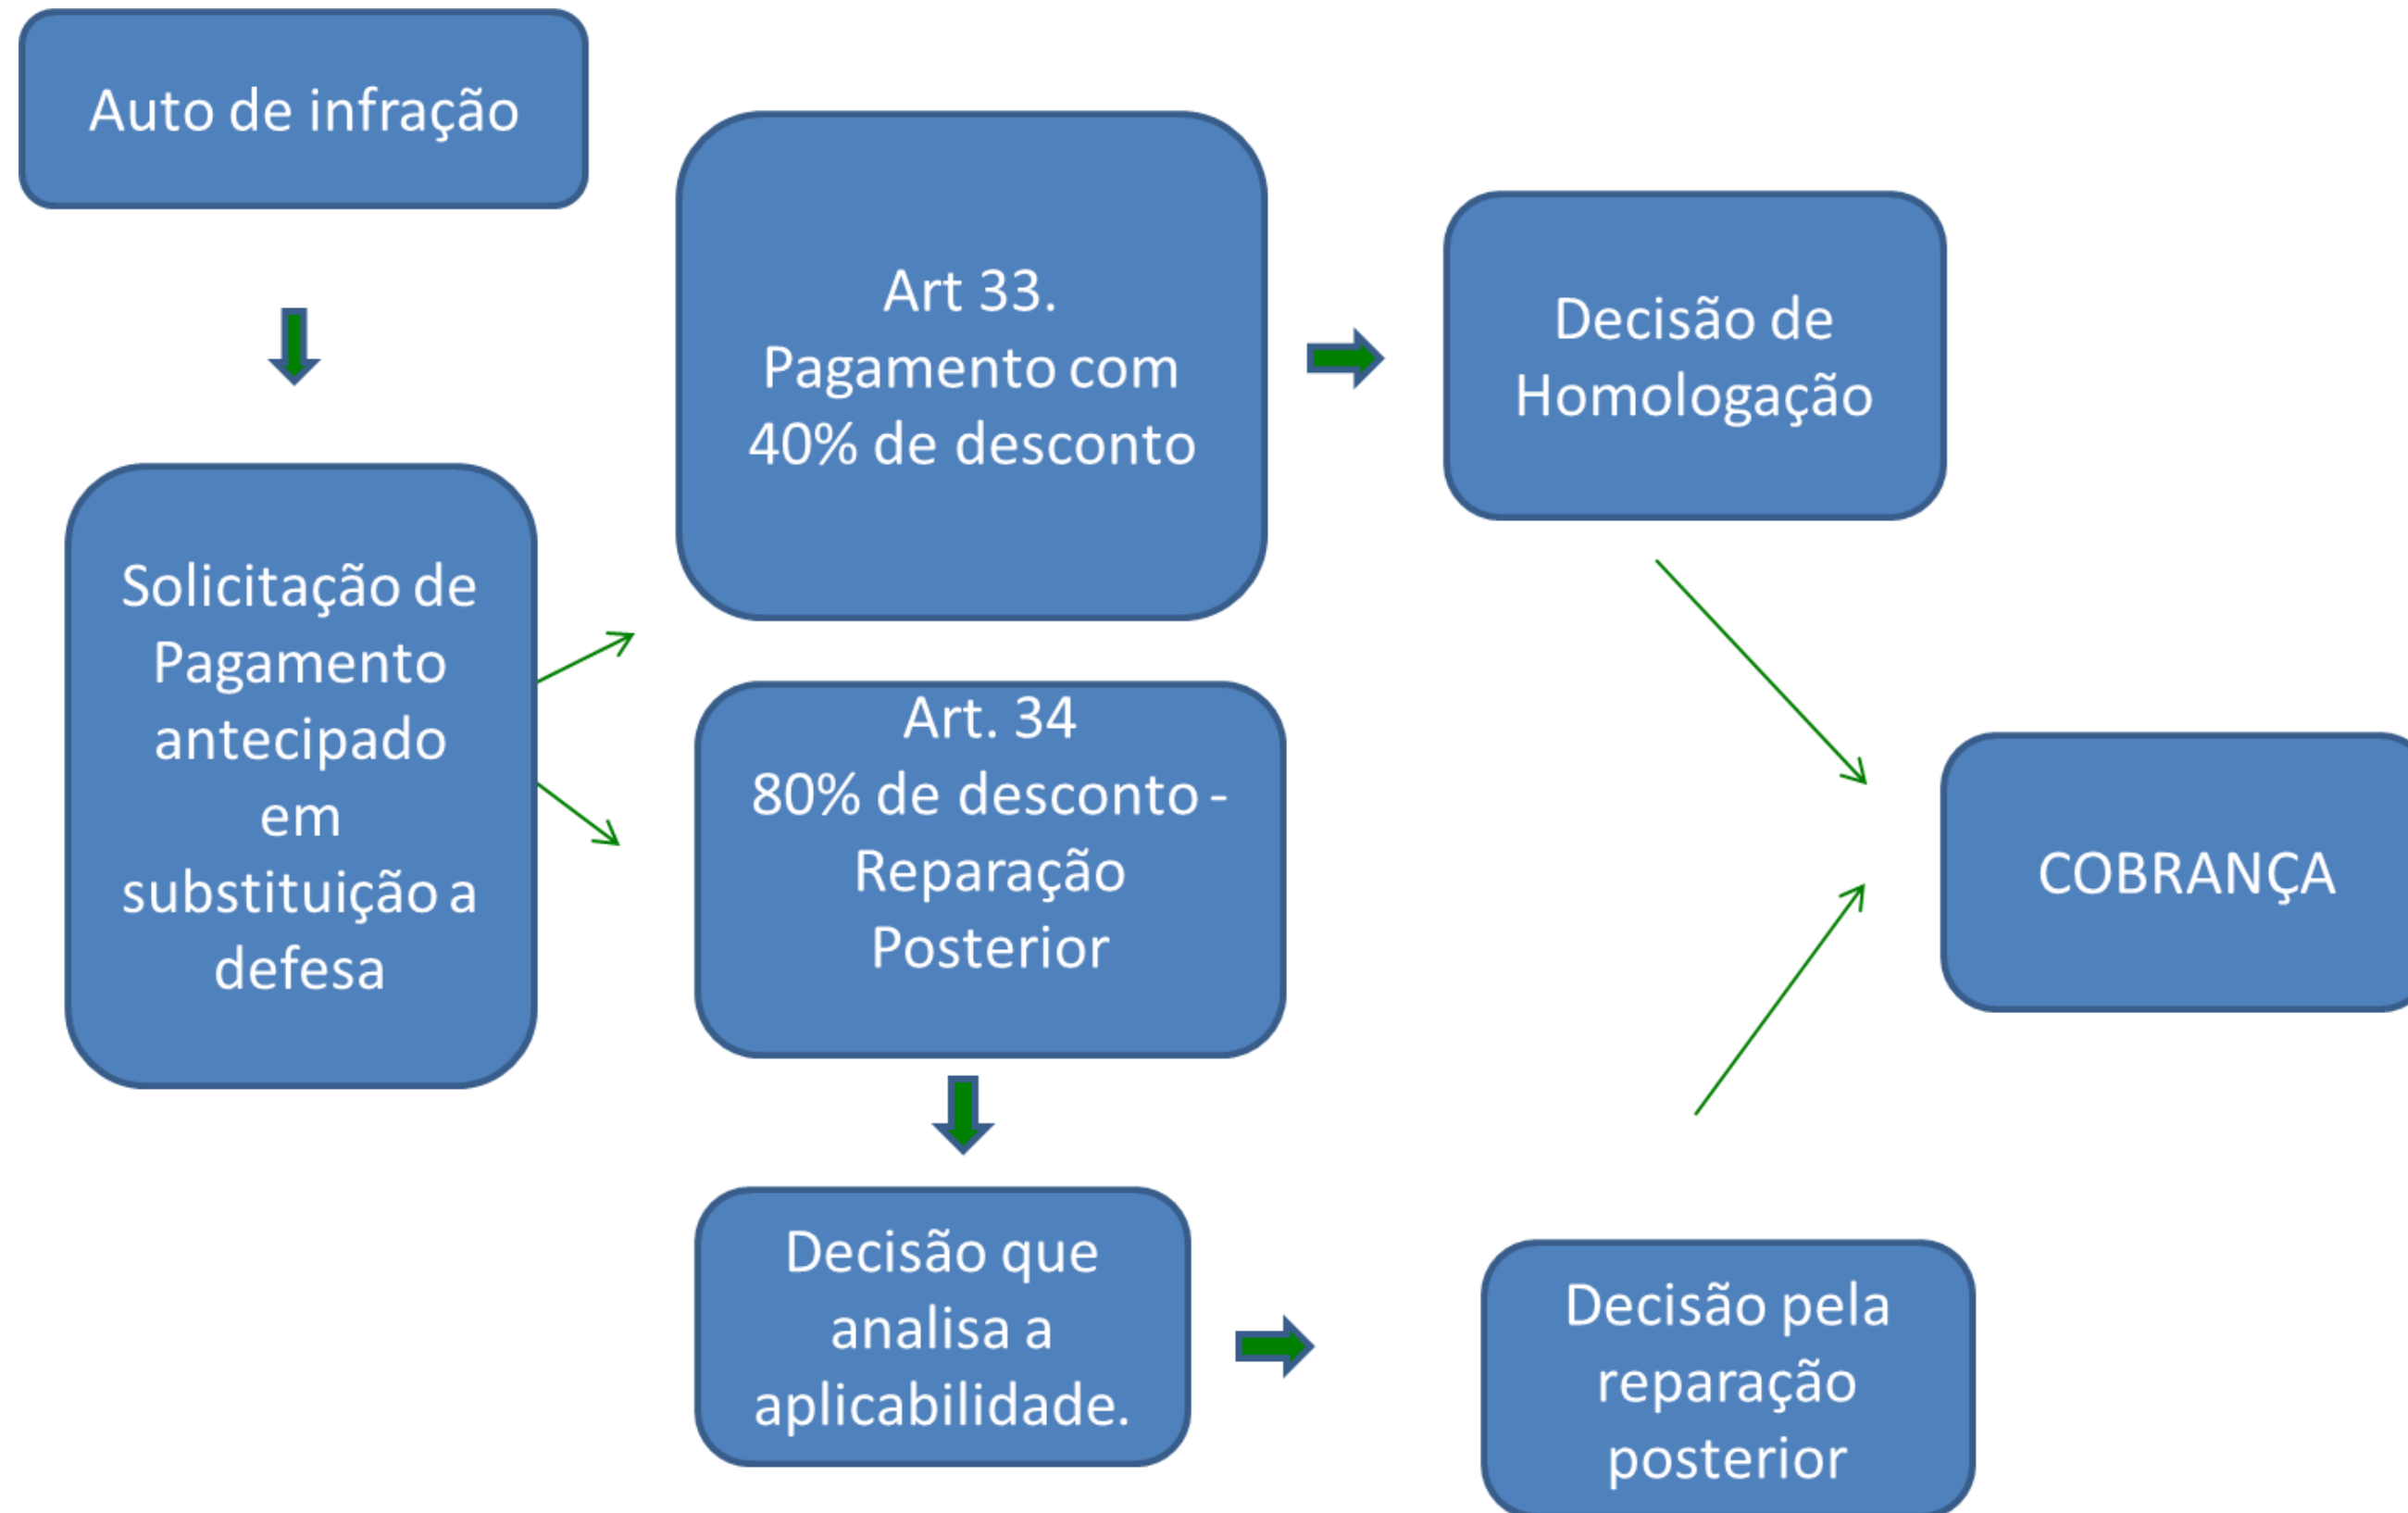 Auto de infração
Solicitação de
Pagamento
antecipado
em
substituição a
defesa
Art 33.
Pagamento com
40% de desconto
Decisão de
Homologação
Art. 34
80% de desconto -
Reparação
Posterior
Decisão que
analisa a
aplicabilidade.
Decisão pela
reparação
posterior
COBRANÇA